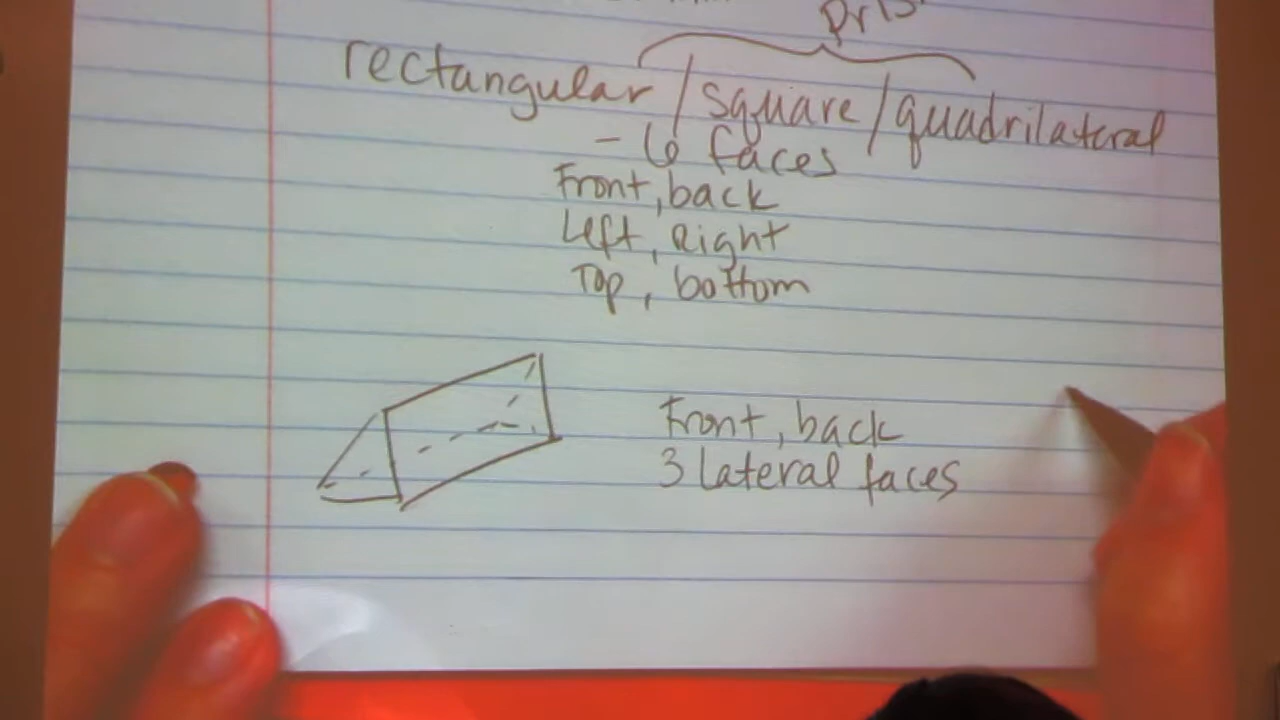 rectangular / square / quadrilateral
- 6 faces
Front, back
Left, Right
Top, bottom
Front, back
3 lateral faces